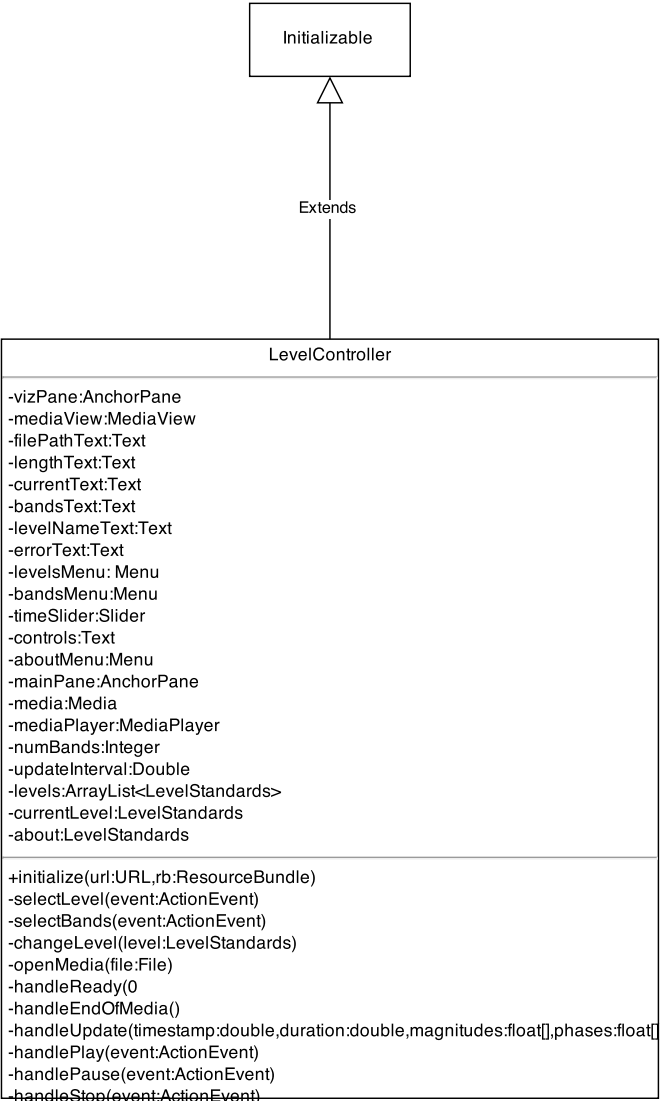 Initializable
Extends
LevelController
-vizPane:AnchorPane
-mediaView:MediaView
-filePathText:Text
-lengthText:Text
-currentText:Text
-bandsText:Text
-levelNameText:Text
-errorText:Text
-levelsMenu: Menu
-bandsMenu:Menu
-timeSlider:Slider
-controls:Text
-aboutMenu:Menu
-mainPane:AnchorPane
-media:Media
-mediaPlayer:MediaPlayer
-numBands:Integer
-updateInterval:Double
-levels:ArrayList<LevelStandards>
-currentLevel:LevelStandards
-about:LevelStandards
+initialize(url:URL,rb:ResourceBundle)
-selectLevel(event:ActionEvent)
-selectBands(event:ActionEvent)
-changeLevel(level:LevelStandards)
-openMedia(file:File)
-handleReady(0
-handleEndOfMedia()
-handleUpdate(timestamp:double,duration:double,magnitudes:float[],phases:float[]
-handlePlay(event:ActionEvent)
-handlePause(event:ActionEvent)
-handleStop(event:ActionEvent)